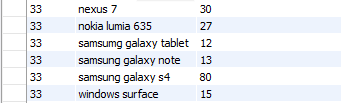 33 nexus 7 30
33 nokia lumia 635 27
33 samsumg galaxy tablet 12
33 samsung galaxy note 13
33 samsung galaxy s4 80
33 windows surface 15